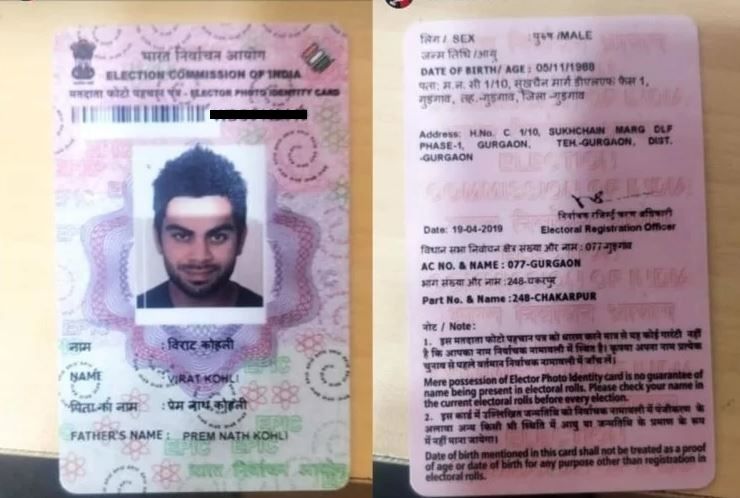 भारत निर्वाचन आयोग
ELECTION COMMISSION OF INDIA
मतदाता फोटो पहचान पत्र - ELECTOR PHOTO IDENTITY CARD
नाम : विराट कोहली
NAME : VIRAT KOHLI
पिता का नाम : प्रेम नाथ कोहली
FATHER'S NAME : PREM NATH KOHLI
EPIC EPIC
EPIC EPIC
भारत निर्वाचन आयोग
लिंग / SEX : पुरुष /MALE
जन्म तिथि /आयु
DATE OF BIRTH/ AGE : 05/11/1988
पता: म.न. सी 1/10, सुखचैन मार्ग डीएलएफ फेस 1,
गुड़गाव, तह.-गुड़गाव, जिला -गुड़गाव
Address: H.No. C 1/10, SUKHCHAIN MARG DLF
PHASE-1, GURGAON, TEH.-GURGAON, DIST.
-GURGAON
निर्वाचक रजिस्ट्रीकरण अधिकारी
Date: 19-04-2019 Electoral Registration Officer
विधान सभा निर्वाचन क्षेत्र संख्या और नाम : 077-गुड़गांव
AC NO. & NAME : 077-GURGAON
भाग संख्या और नाम :248-चकरपुर
Part No. & Name :248-CHAKARPUR
नोट / Note :
1. इस मतदाता फोटो पहचान पत्र को धारण करने मात्र से यह कोई गारंटी नहीं
है कि आपका नाम निर्वाचक नामावली में स्थित है। कृपया अपना नाम प्रत्येक
चुनाव से पहले वर्तमान निर्वाचक नामावली में जाँच लें।
Mere possession of Elector Photo Identity card is no guarantee of
name being present in electoral rolls. Please check your name in
the current electoral rolls before every election.
2. इस कार्ड में उल्लिखित जन्मतिथि को निर्वाचक नामावली में पंजीकरण के
अलावा अन्य किसी भी स्थिति में आयु या जन्मतिथि के प्रमाण के रूप
में नहीं माना जायेगा।
Date of birth mentioned in this card shall not be treated as a proof
of age or date of birth for any purpose other than registration in
electoral rolls.